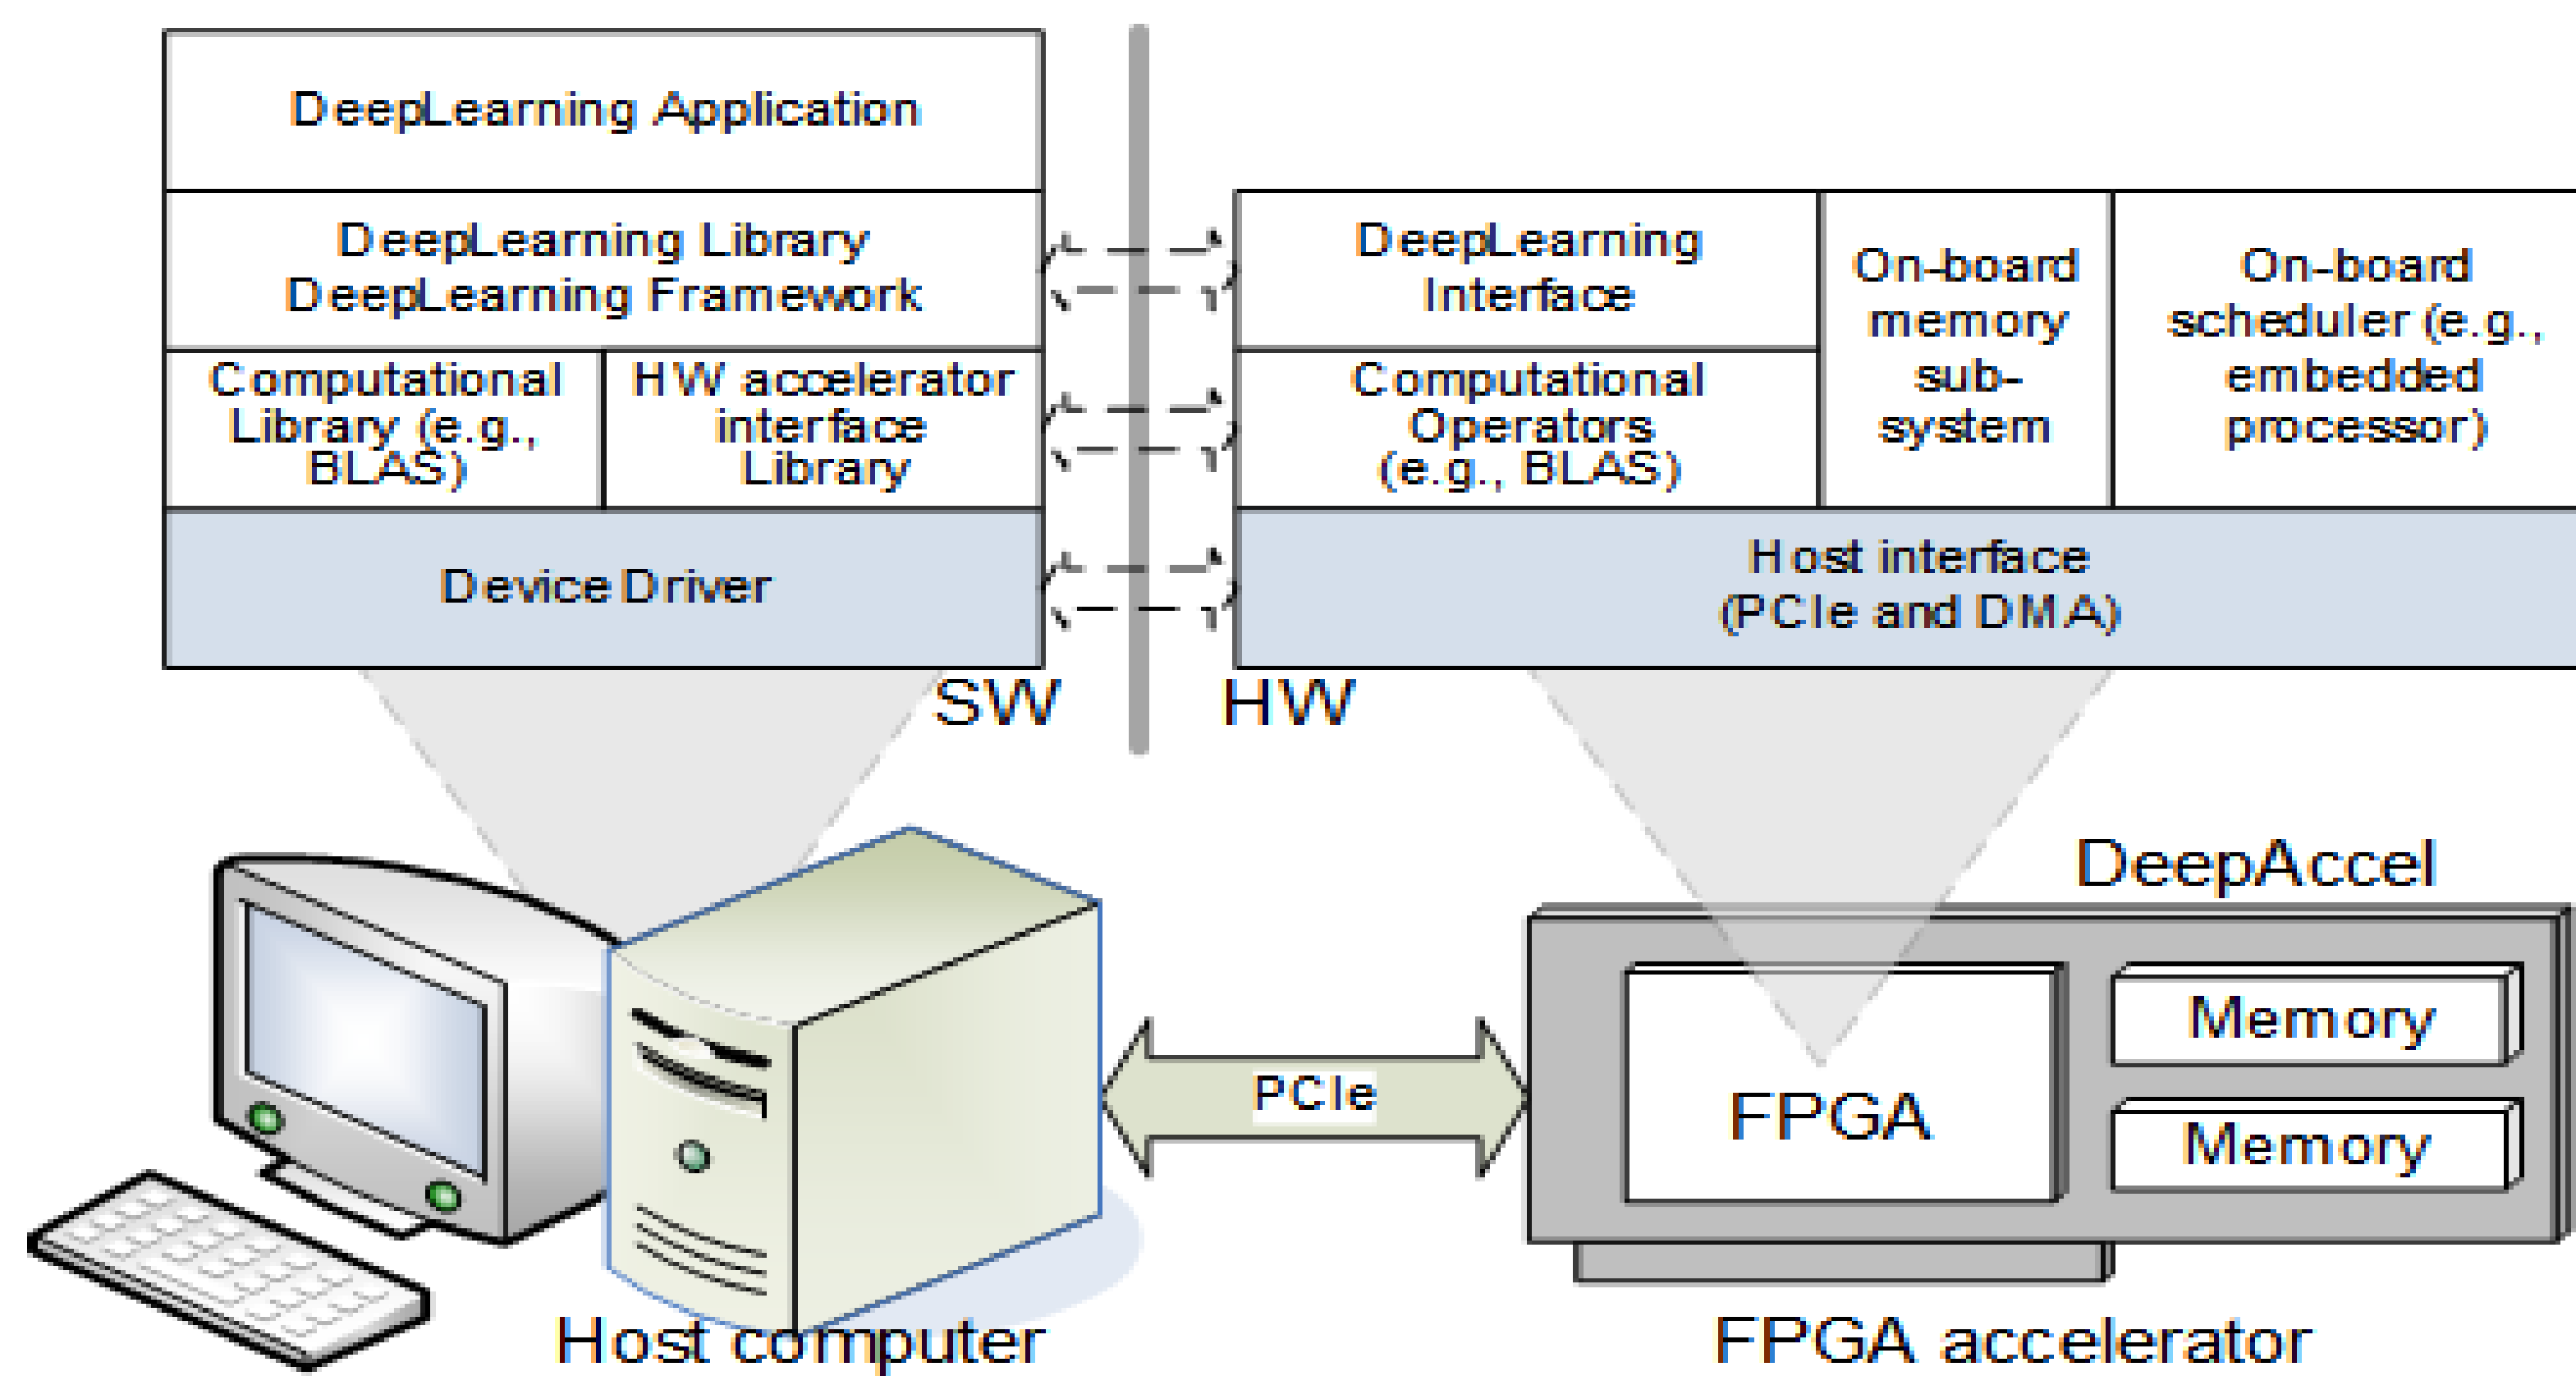 DeepLearning Application
DeepLearning Library
DeepLearning Framework
Computational
Library (e.g.,
BLAS)
HW accelerator
interface
Library
Device Driver
SW
DeepLearning
Interface
Computational
Operators
(e.g., BLAS)
On-board
memory
sub-
system
On-board
scheduler (e.g.,
embedded
processor)
Host interface
(PCIe and DMA)
HW
DeepAccel
PCIe
FPGA
Memory
Memory
Host computer
FPGA accelerator